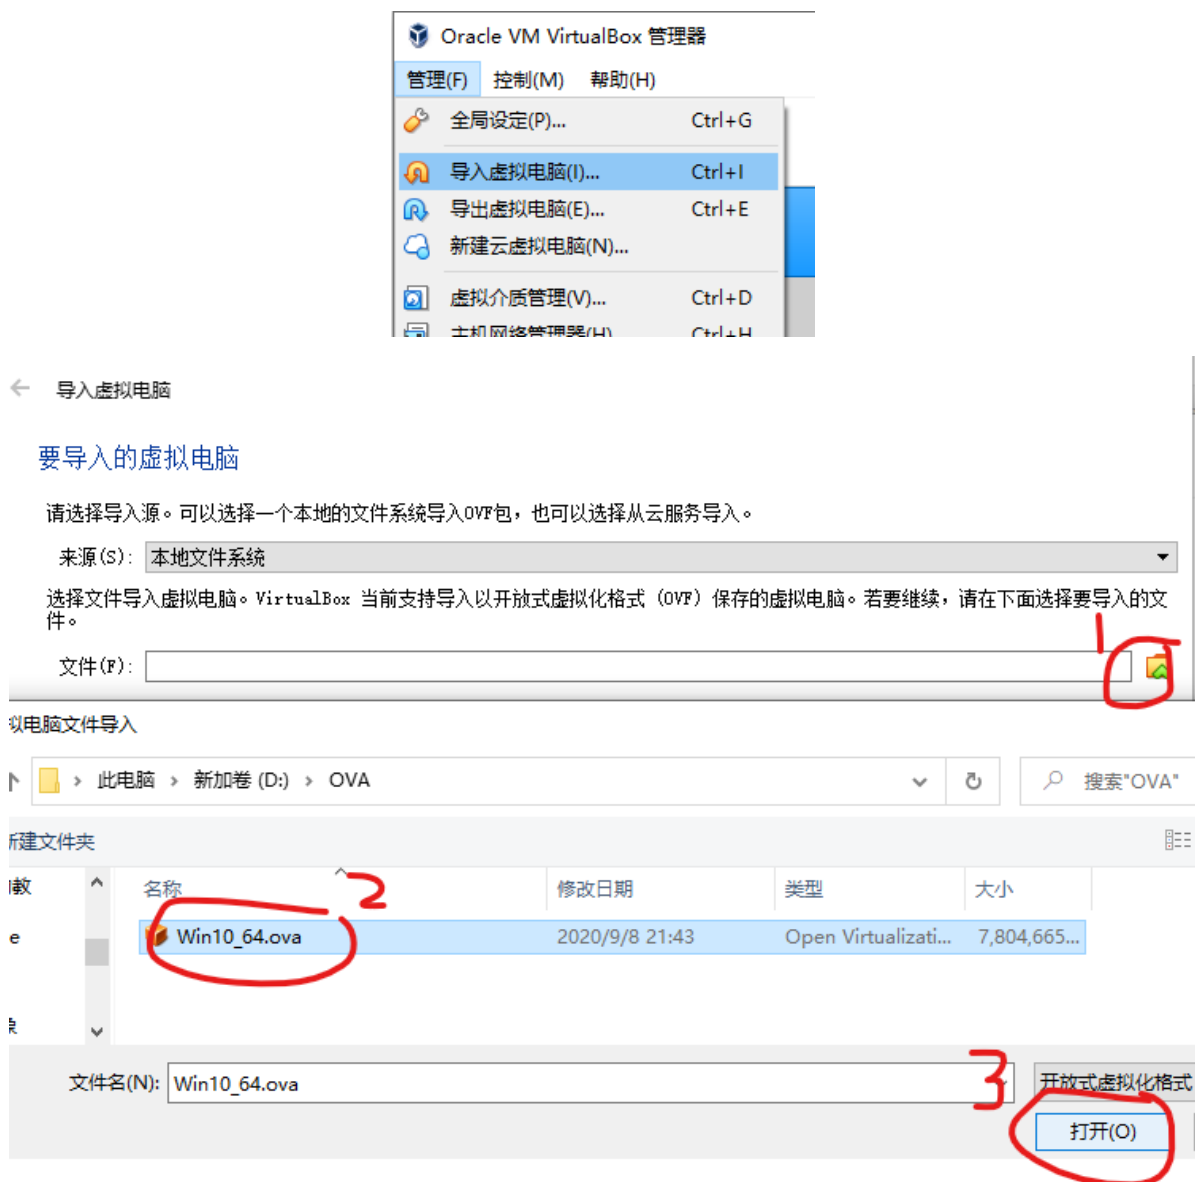 Oracle VM VirtualBox 管理器
管理(F) 控制(M) 帮助(H)
全局设定(P)... Ctrl+G
导入虚拟电脑(I)... Ctrl+I
导出虚拟电脑(E)... Ctrl+E
新建云虚拟电脑(N)...
虚拟介质管理(V)... Ctrl+D
主机网络管理器(H) Ctrl+H
导入虚拟电脑
要导入的虚拟电脑
请选择导入源。可以选择一个本地的文件系统导入OVF包，也可以选择从云服务导入。
来源(S): 本地文件系统
选择文件导入虚拟电脑。VirtualBox 当前支持导入以开放式虚拟化格式（OVF）保存的虚拟电脑。若要继续，请在下面选择要导入的文
件。
1
文件(F):
拟电脑文件导入
此电脑 › 新加卷 (D:) › OVA 搜索"OVA"
新建文件夹
教
名称 2 修改日期 类型 大小
e Win10_64.ova 2020/9/8 21:43 Open Virtualizati... 7,804,665...
象
3
文件名(N): Win10_64.ova 开放式虚拟化格式
打开(O)